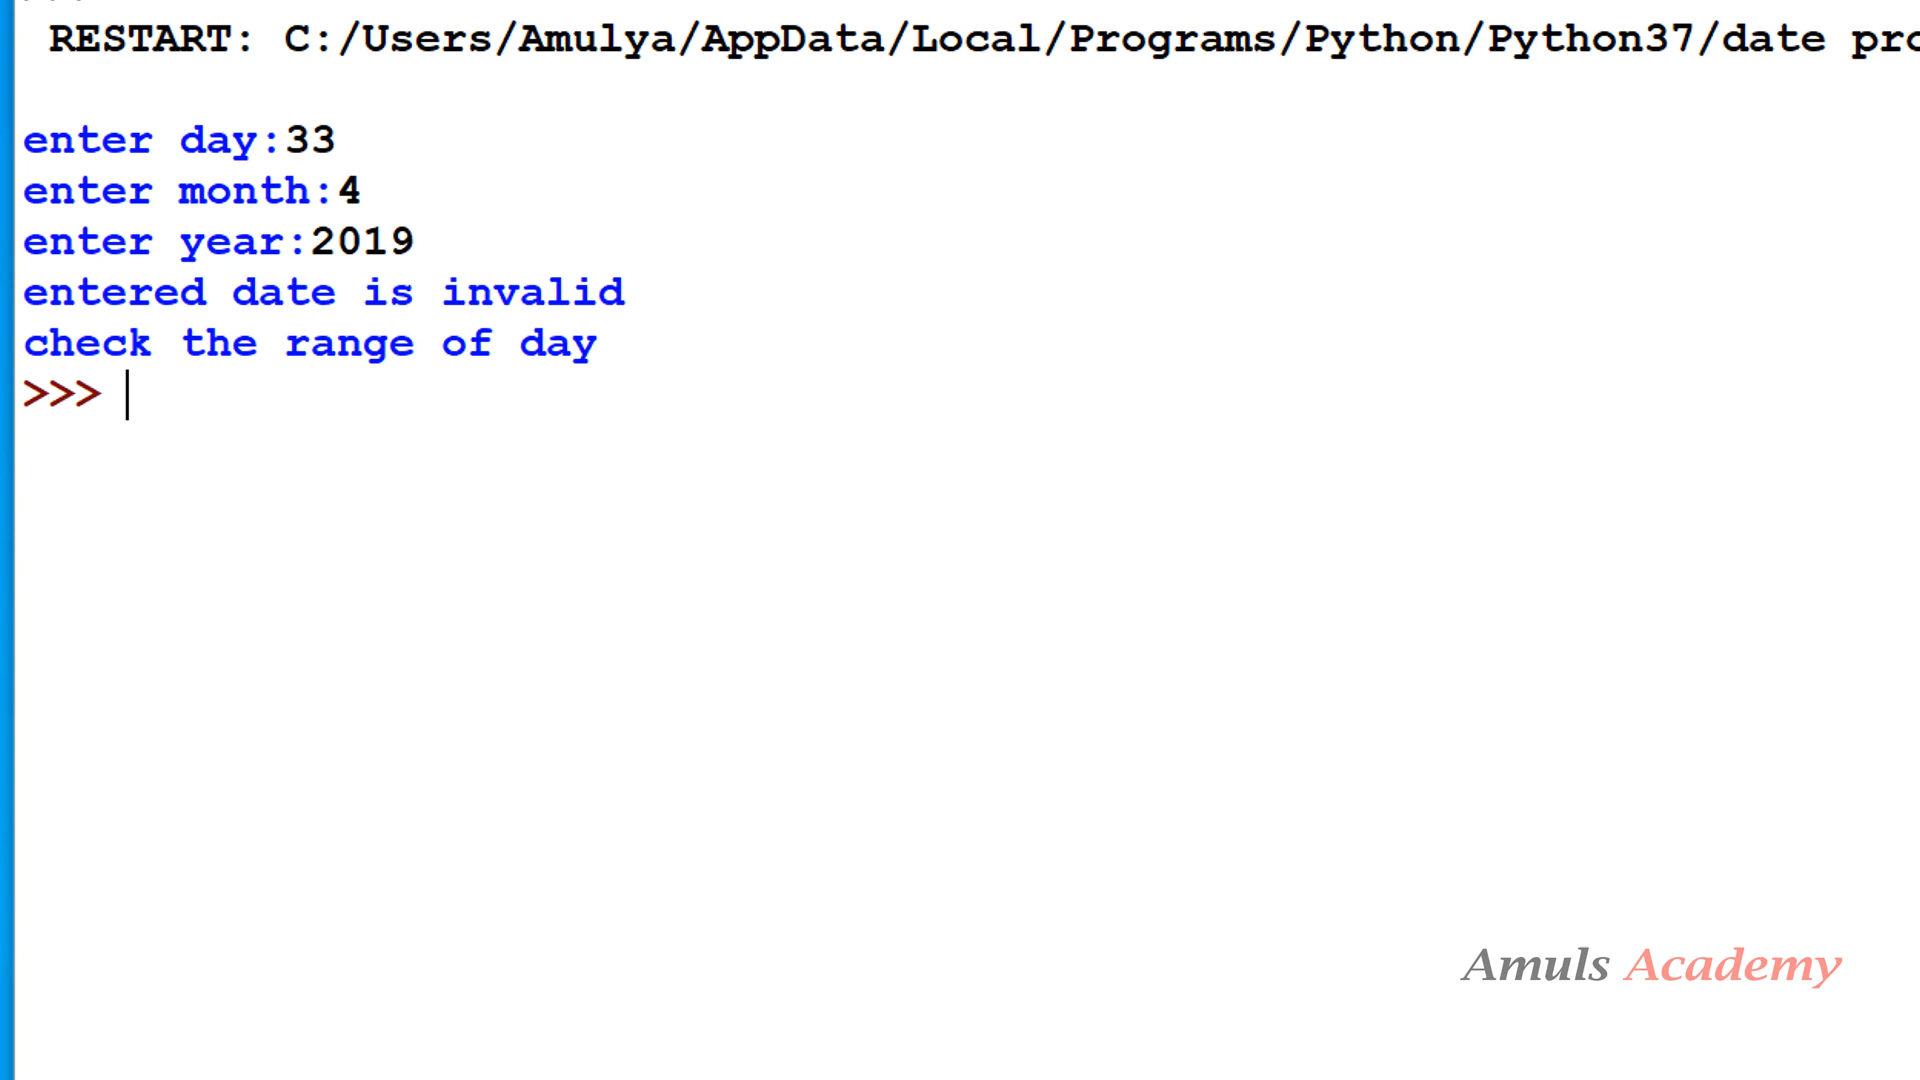 RESTART: C:/Users/Amulya/AppData/Local/Programs/Python/Python37/date
enter day:33
enter month:4
enter year:2019
entered date is invalid
check the range of day
>>>
Amuls Academy